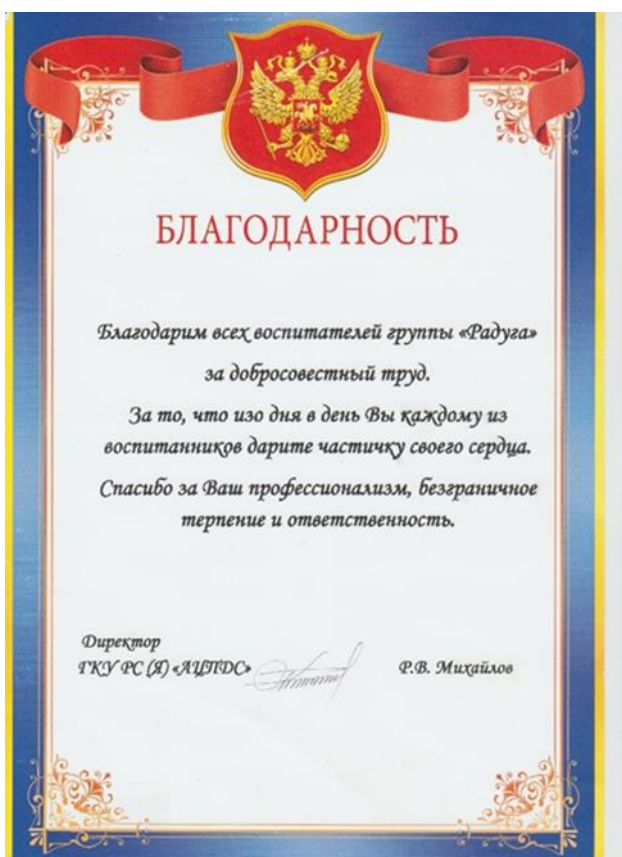 БЛАГОДАРНОСТЬ
Благодарим всех воспитателей группы «Радуга»
за добросовестный труд.
За то, что изо дня в день Вы каждому из
воспитанников дарите частичку своего сердца.
Спасибо за Ваш профессионализм, безграничное
терпение и ответственность.
Директор
ГКУ РС (Я) «АЦПДС» Р.В. Михайлов